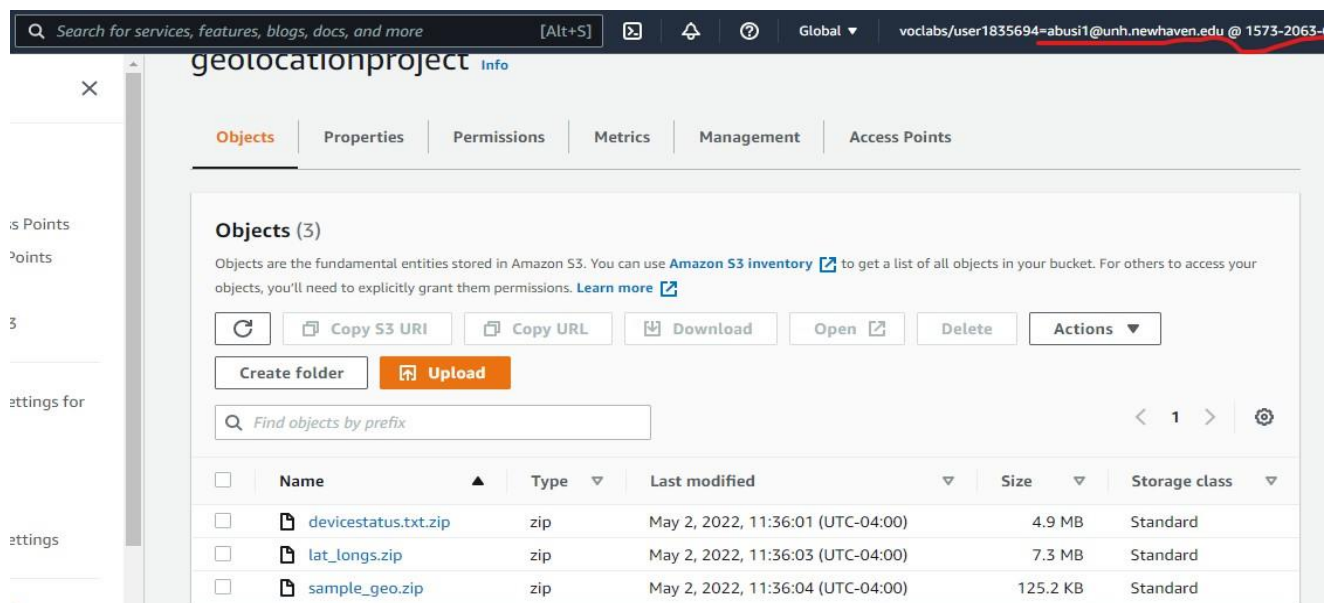 Search for services, features, blogs, docs, and more [Alt+S] Global ▼ voclabs/user1835694=abusi1@unh.newhaven.edu @ 1573-2063-
geolocationproject Info
Objects Properties Permissions Metrics Management Access Points
Objects (3)
Objects are the fundamental entities stored in Amazon S3. You can use Amazon S3 inventory to get a list of all objects in your bucket. For others to access your
objects, you'll need to explicitly grant them permissions. Learn more
Copy S3 URI Copy URL Download Open Delete Actions ▼
Create folder Upload
Find objects by prefix
< 1 >
Name ▲ Type ▽ Last modified ▽ Size ▽ Storage class ▽
devicestatus.txt.zip zip May 2, 2022, 11:36:01 (UTC-04:00) 4.9 MB Standard
lat_longs.zip zip May 2, 2022, 11:36:03 (UTC-04:00) 7.3 MB Standard
sample_geo.zip zip May 2, 2022, 11:36:04 (UTC-04:00) 125.2 KB Standard
ss Points
Points
3
ettings for
ettings